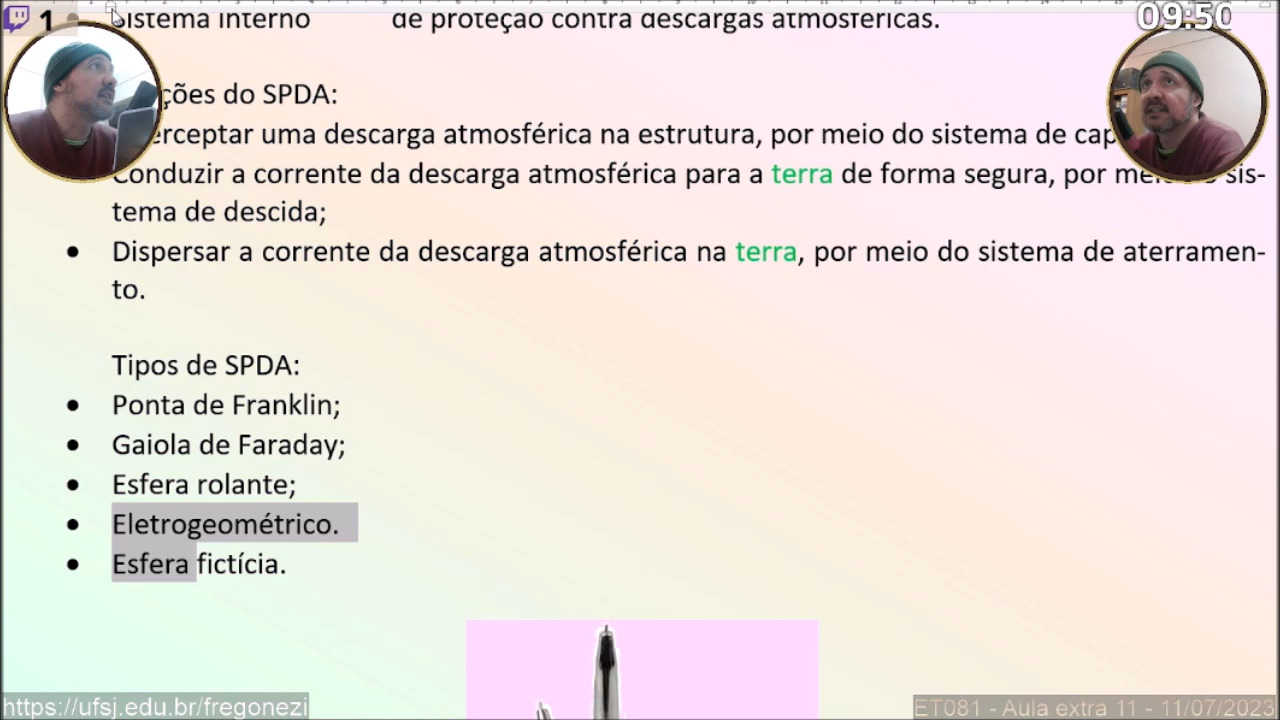 1
Sistema interno de proteção contra descargas atmosféricas.
09:50
ções do SPDA:
erceptar uma descarga atmosférica na estrutura, por meio do sistema de cap
Conduzir a corrente da descarga atmosférica para a terra de forma segura, por meio sis-
tema de descida;
• Dispersar a corrente da descarga atmosférica na terra, por meio do sistema de aterramen-
to.
Tipos de SPDA:
• Ponta de Franklin;
• Gaiola de Faraday;
• Esfera rolante;
• Eletrogeométrico.
• Esfera fictícia.
https://ufsj.edu.br/fregonezi
ET081 - Aula extra 11 - 11/07/2023